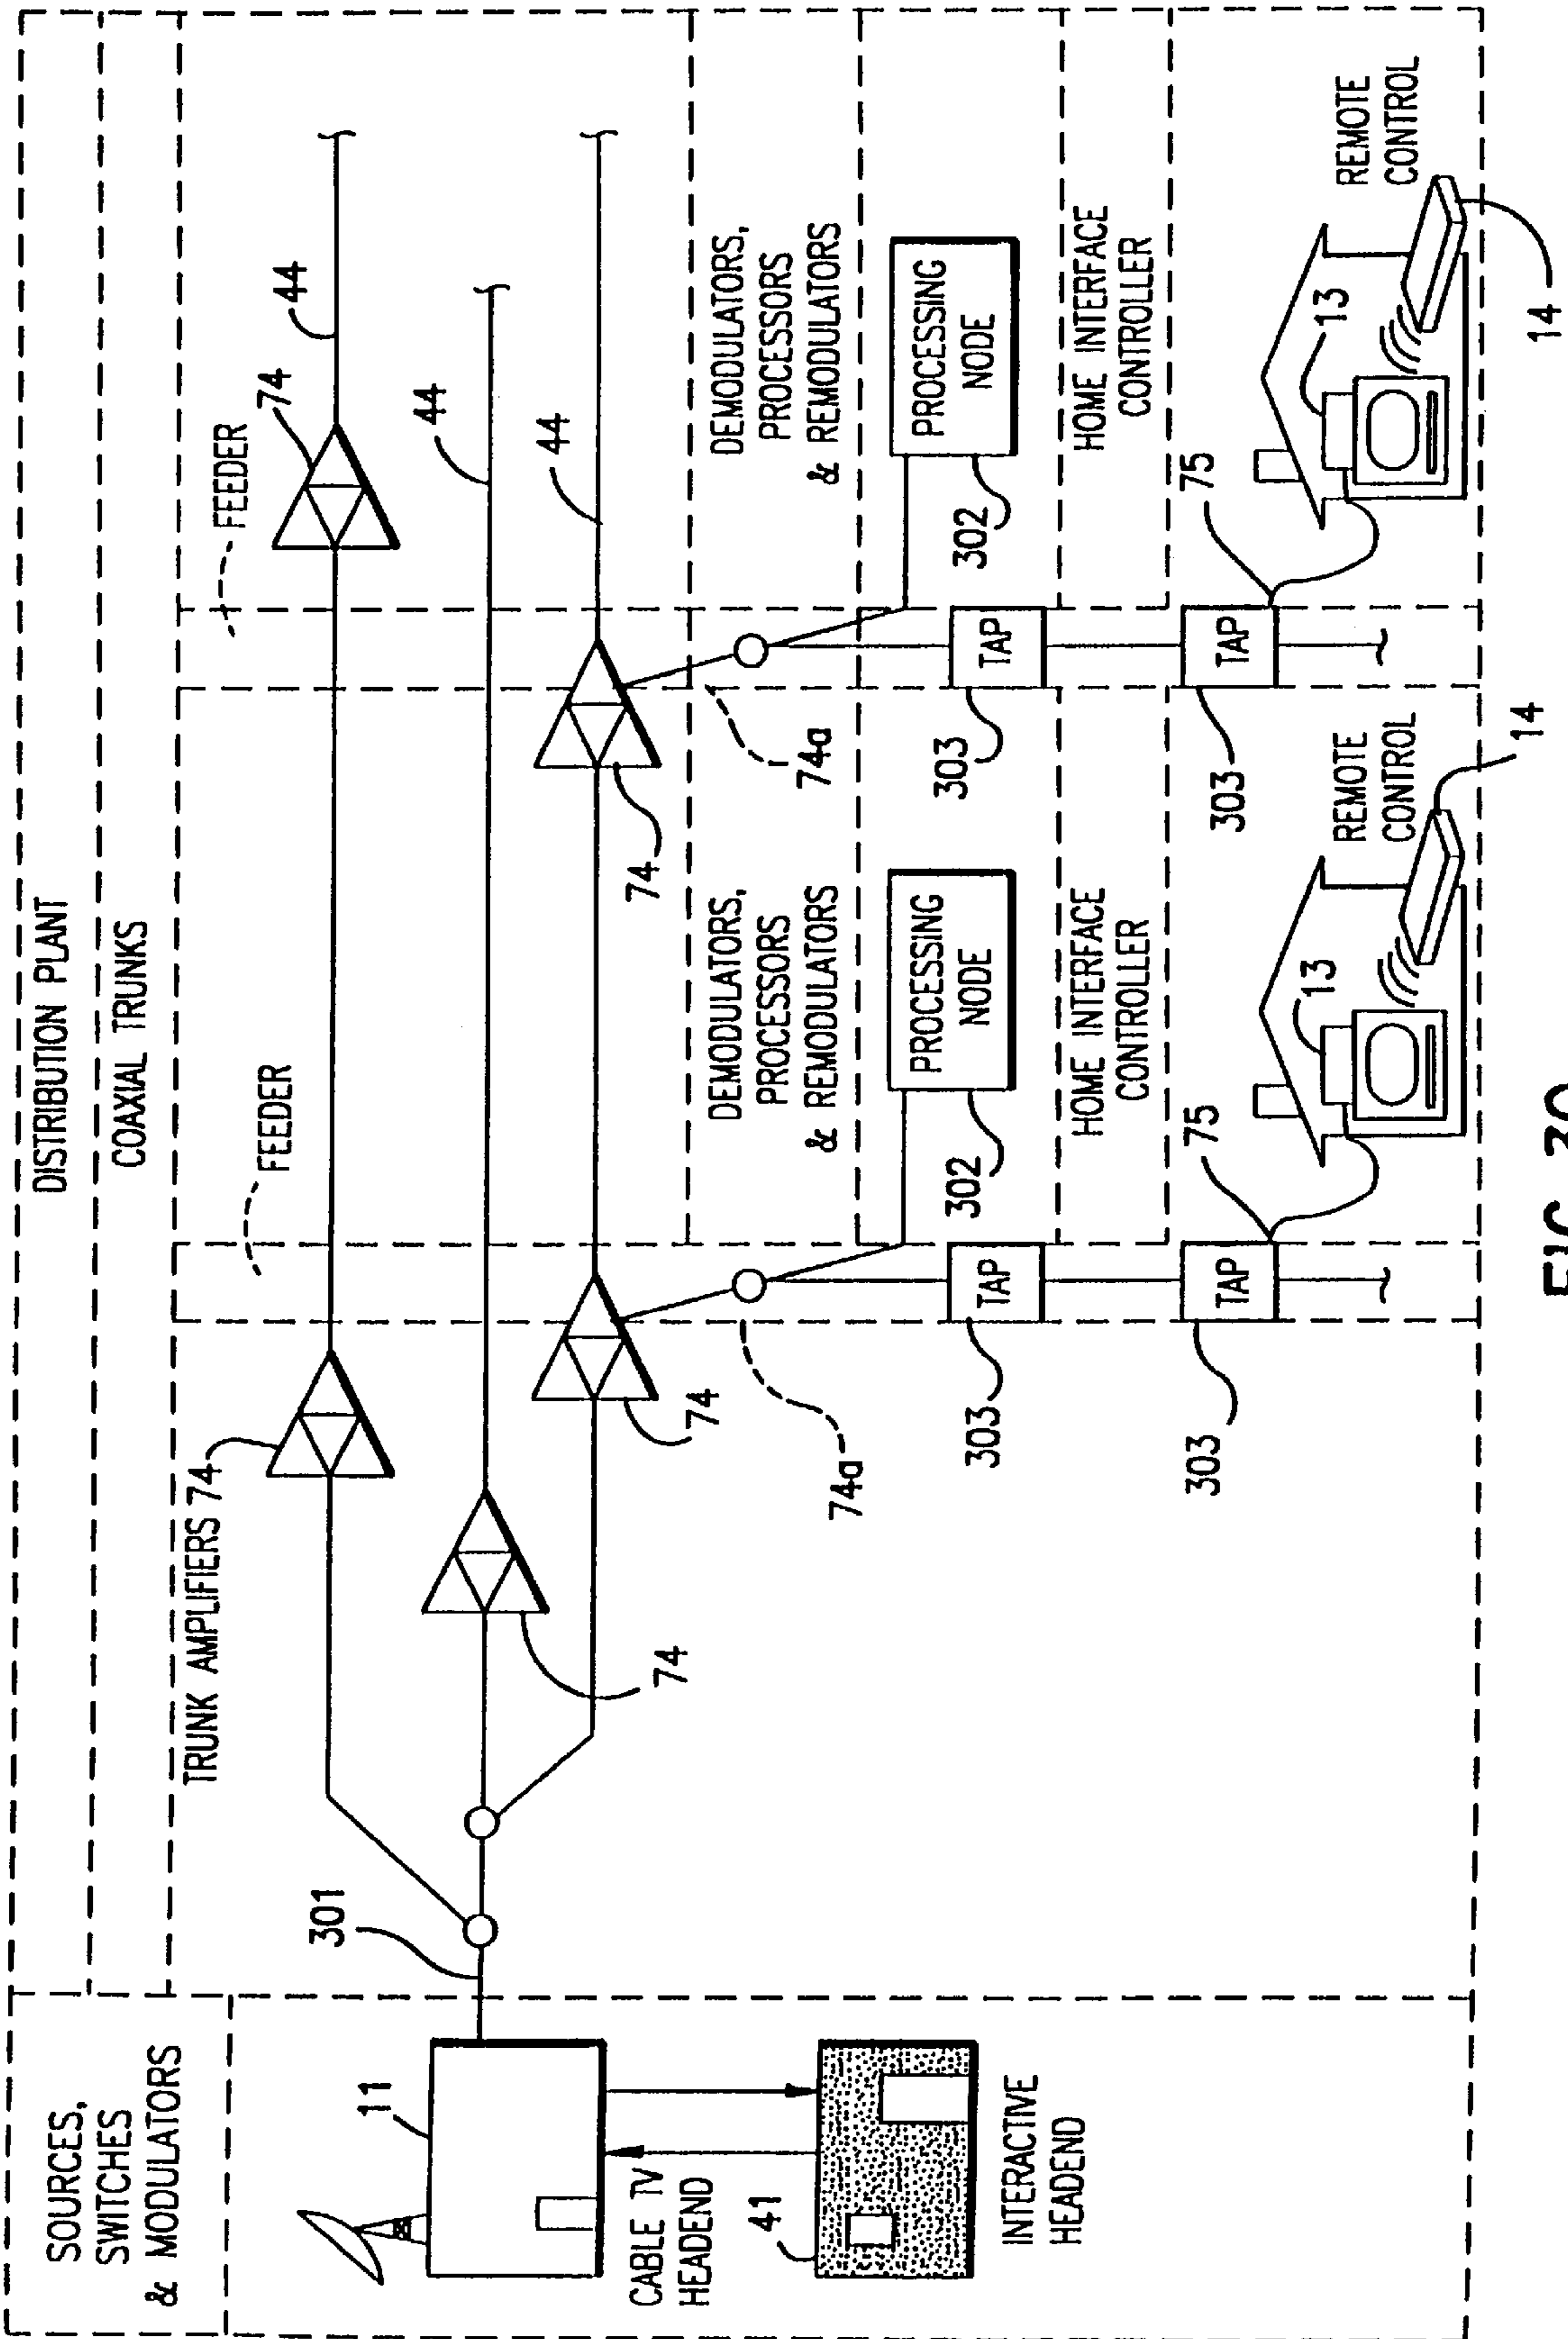 DISTRIBUTION PLANT
COAXIAL TRUNKS
SOURCES,
SWITCHES
& MODULATORS
TRUNK AMPLIFIERS 74
FEEDER
FEEDER
74
44
44
44
74
74
74
301
11
CABLE TV
HEADEND
41
INTERACTIVE
HEADEND
74a
74a
DEMODULATORS,
PROCESSORS
& REMODULATORS
DEMODULATORS,
PROCESSORS
& REMODULATORS
PROCESSING
NODE
PROCESSING
NODE
302
302
TAP
TAP
303
303
HOME INTERFACE
CONTROLLER
HOME INTERFACE
CONTROLLER
TAP
TAP
303
303
75
75
13
13
REMOTE
CONTROL
REMOTE
CONTROL
14
14